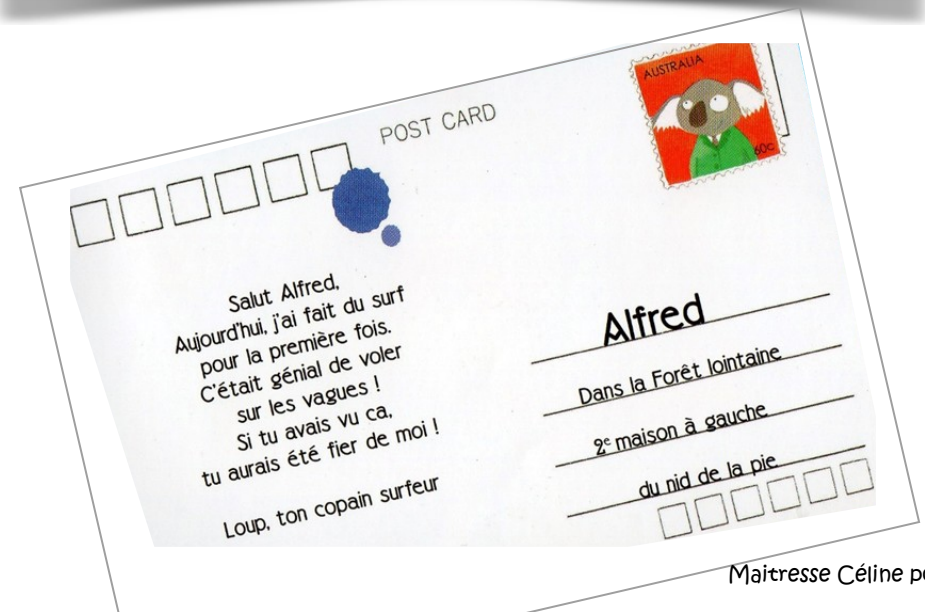 POST CARD
AUSTRALIA
60c
Salut Alfred,
Aujourd'hui, j'ai fait du surf
pour la première fois.
C'était génial de voler
sur les vagues !
Si tu avais vu ca,
tu aurais été fier de moi !
Loup, ton copain surfeur
Alfred
Dans la Forêt lointaine
2e maison à gauche
du nid de la pie
Maitresse Céline